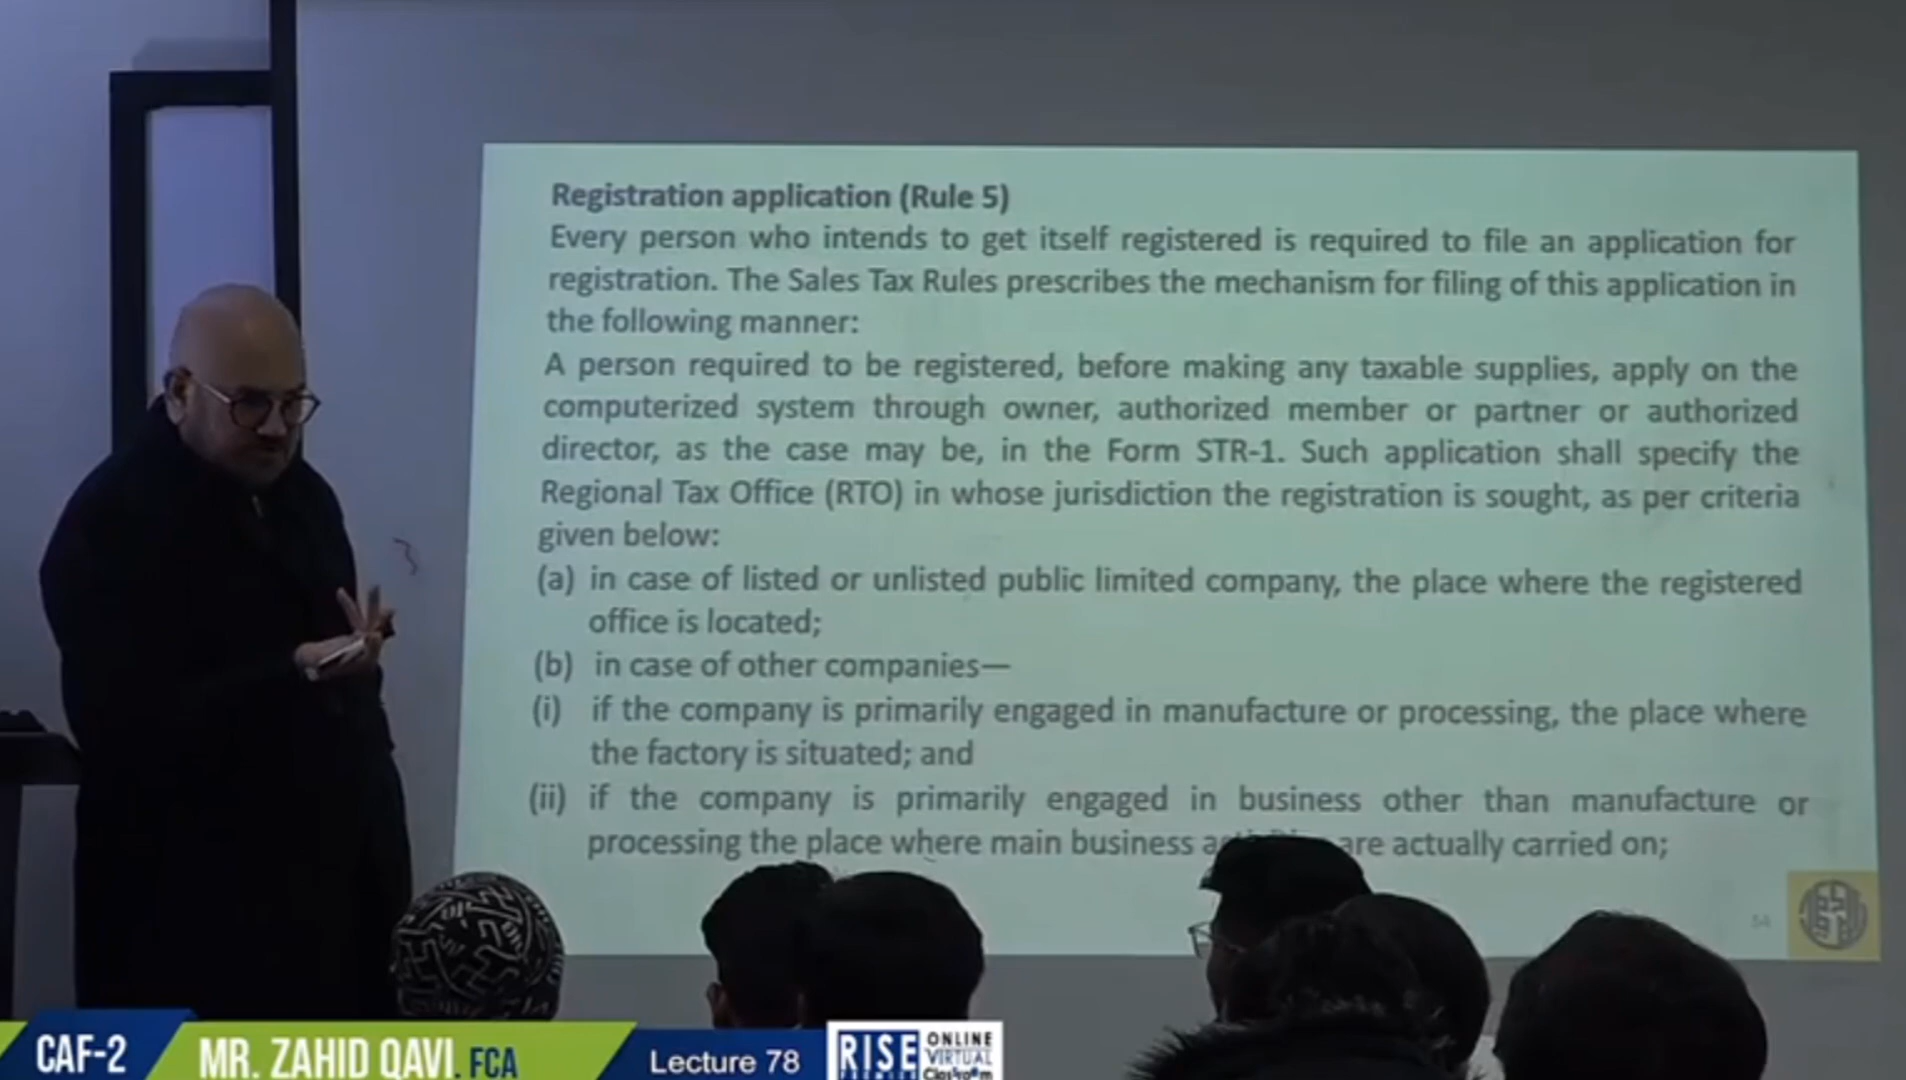 Registration application (Rule 5)
Every person who intends to get itself registered is required to file an application for
registration. The Sales Tax Rules prescribes the mechanism for filing of this application in
the following manner:
A person required to be registered, before making any taxable supplies, apply on the
computerized system through owner, authorized member or partner or authorized
director, as the case may be, in the Form STR-1. Such application shall specify the
Regional Tax Office (RTO) in whose jurisdiction the registration is sought, as per criteria
given below:
(a) in case of listed or unlisted public limited company, the place where the registered
office is located;
(b) in case of other companies—
(i) if the company is primarily engaged in manufacture or processing, the place where
the factory is situated; and
(ii) if the company is primarily engaged in business other than manufacture or
processing the place where main business are actually carried on;
CAF-2
MR. ZAHID QAVI. FCA
Lecture 78
RISE
ONLINE
VIRTUAL